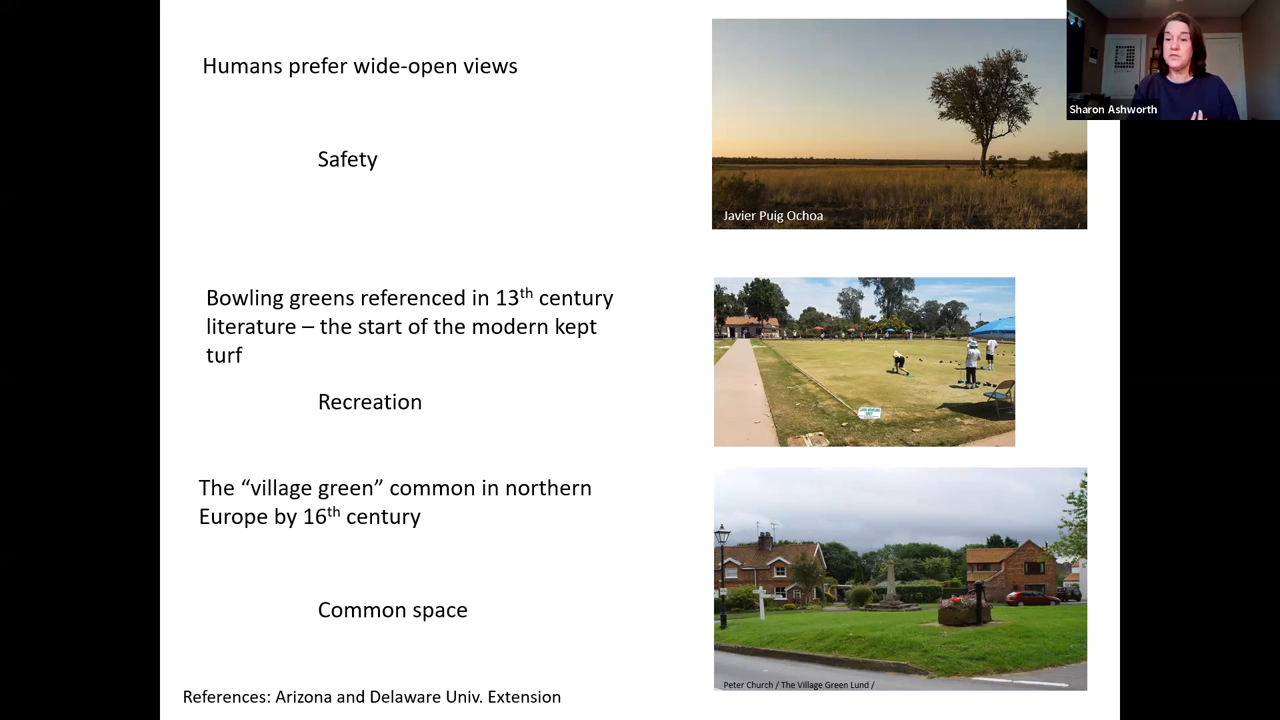 Humans prefer wide-open views
Sharon Ashworth
Safety
Javier Puig Ochoa
Bowling greens referenced in 13th century
literature – the start of the modern kept
turf
Recreation
The “village green” common in northern
Europe by 16th century
Common space
Peter Church / The Village Green Lund /
References: Arizona and Delaware Univ. Extension